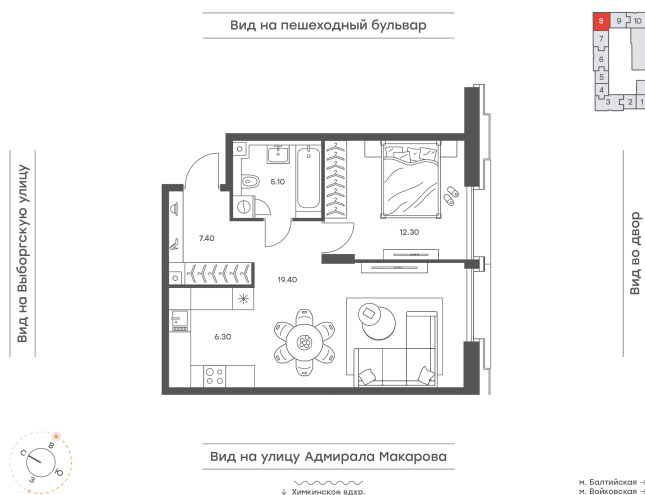 Вид на пешеходный бульвар
8 9 10
7
6
5
4
3 2 1
Вид на Выборгскую улицу
5.10
7.40
12.30
19.40
6.30
Вид во двор
В
С
Ю
З
Вид на улицу Адмирала Макарова
↓ Химкинское вдхр.
м. Балтийская →
м. Войковская →